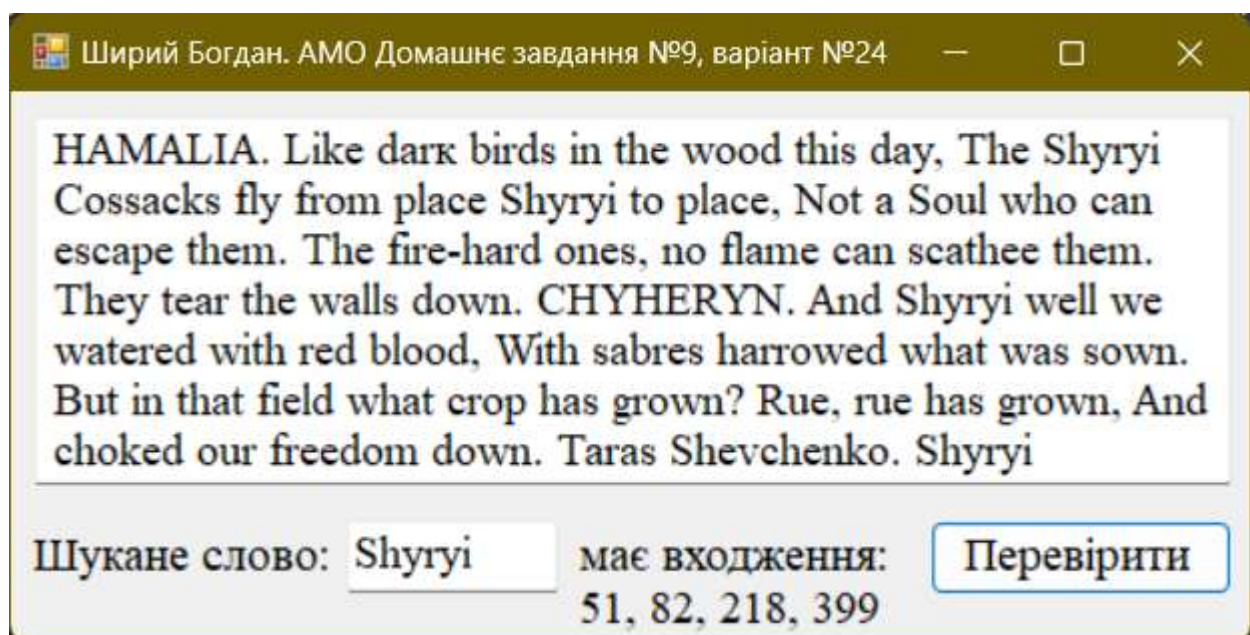 Ширий Богдан. АМО Домашнє завдання №9, варіант №24
HAMALIA. Like darк birds in the wood this day, The Shyryi
Cossacks fly from place Shyryi to place, Not a Soul who can
escape them. The fire-hard ones, no flame can scathee them.
They tear the walls down. CHYHERYN. And Shyryi well we
watered with red blood, With sabres harrowed what was sown.
But in that field what crop has grown? Rue, rue has grown, And
choked our freedom down. Taras Shevchenko. Shyryi
Шукане слово: Shyryi має входження: Перевірити
51, 82, 218, 399